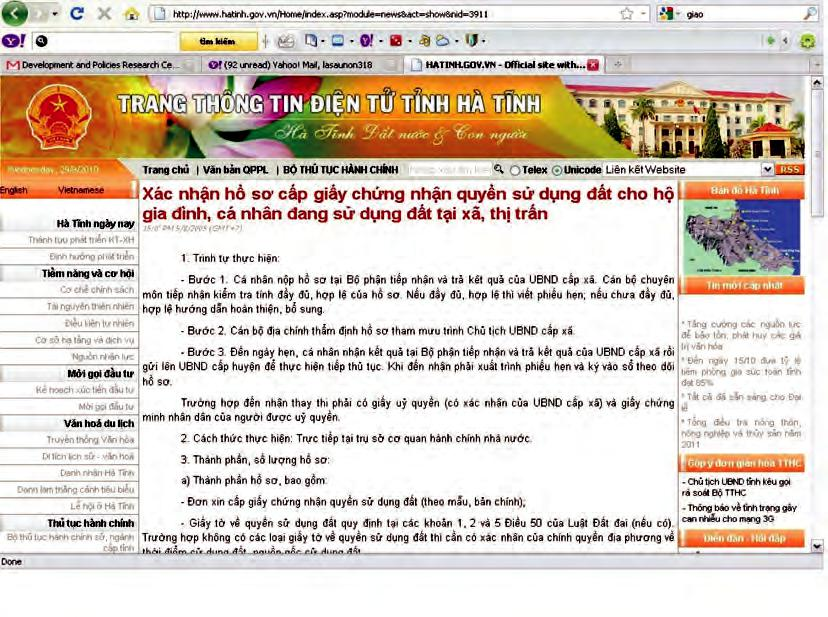 http://www.hatinh.gov.vn/Home/index.asp?module=news&act=show&nid=3911
giao
tìm kiếm
Development and Policies Research Ce...
(92 unread) Yahoo! Mail, lasaunon318
HATINH.GOV.VN - Official site with...
TRANG THÔNG TIN ĐIỆN TỬ TỈNH HÀ TĨNH
Hà Tĩnh Đất nước & Con người
Wednesday, 29/9/2010
Trang chủ | Văn bản QPPL | BỘ THỦ TỤC HÀNH CHÍNH
Telex Unicode Liên kết Website
RSS
English Vietnamese
Hà Tĩnh ngày nay
Thành tựu phát triển KT-XH
Định hướng phát triển
Tiềm năng và cơ hội
Cơ chế chính sách
Tài nguyên thiên nhiên
Điều kiện tự nhiên
Cơ sở hạ tầng và dịch vụ
Nguồn nhân lực
Mời gọi đầu tư
Kế hoạch xúc tiến đầu tư
Mời gọi đầu tư
Văn hoá du lịch
Truyền thống Văn hóa
Di tích lịch sử - văn hoá
Danh nhân Hà Tĩnh
Danh lam thắng cảnh tiêu biểu
Lễ hội ở Hà Tĩnh
Thủ tục hành chính
Bộ thủ tục hành chính sở, ngành
cấp tỉnh
Xác nhận hồ sơ cấp giấy chứng nhận quyền sử dụng đất cho hộ
gia đình, cá nhân đang sử dụng đất tại xã, thị trấn
(GMT+7)
1. Trình tự thực hiện:
- Bước 1. Cá nhân nộp hồ sơ tại Bộ phận tiếp nhận và trả kết quả của UBND cấp xã. Cán bộ chuyên
môn tiếp nhận kiểm tra tính đầy đủ, hợp lệ của hồ sơ. Nếu đầy đủ, hợp lệ thì viết phiếu hẹn; nếu chưa đầy đủ,
hợp lệ hướng dẫn hoàn thiện, bổ sung.
- Bước 2. Cán bộ địa chính thẩm định hồ sơ tham mưu trình Chủ tịch UBND cấp xã.
- Bước 3. Đến ngày hẹn, cá nhân nhận kết quả tại Bộ phận tiếp nhận và trả kết quả của UBND cấp xã rồi
gửi lên UBND cấp huyện để thực hiện tiếp thủ tục. Khi đến nhận phải xuất trình phiếu hẹn và ký vào sổ theo dõi
hồ sơ.
Trường hợp đến nhận thay thì phải có giấy uỷ quyền (có xác nhận của UBND cấp xã) và giấy chứng
minh nhân dân của người được uỷ quyền.
2. Cách thức thực hiện: Trực tiếp tại trụ sở cơ quan hành chính nhà nước.
3. Thành phần, số lượng hồ sơ:
a) Thành phần hồ sơ, bao gồm:
- Đơn xin cấp giấy chứng nhận quyền sử dụng đất (theo mẫu, bản chính);
- Giấy tờ về quyền sử dụng đất quy định tại các khoản 1, 2 và 5 Điều 50 của Luật Đất đai (nếu có).
Trường hợp không có các loại giấy tờ về quyền sử dụng đất thì cần có xác nhận của chính quyền địa phương về
thời điểm sử dụng đất, nguồn gốc sử dụng đất
Bản đồ Hà Tĩnh
Tin mới cập nhật
* Tăng cường các nguồn lực
để bảo tồn, phát huy các giá
trị văn hóa
* Đến ngày 15/10 đưa tỷ lệ
tiêm phòng gia súc toàn tỉnh
đạt 85%
* Tất cả đã sẵn sàng cho Đại
lễ
* Tổng điều tra nông thôn,
nông nghiệp và thủy sản năm
2011
Góp ý đơn giản hóa TTHC
- Chủ tịch UBND tỉnh kêu gọi
rà soát Bộ TTHC
- Thông báo về tình trạng gây
can nhiễu cho mạng 3G
Diễn đàn - Hỏi đáp
Done